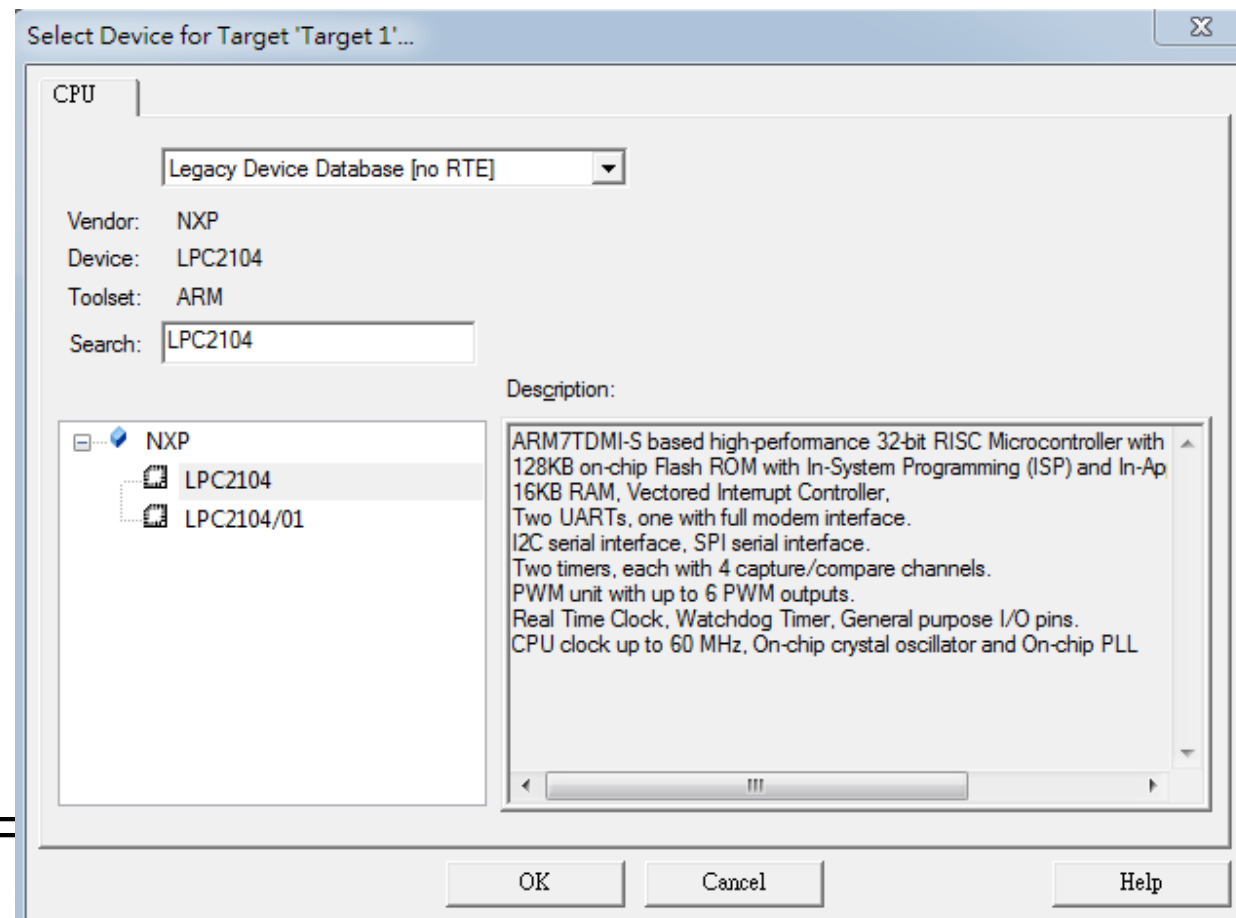 Select Device for Target 'Target 1'...
CPU
Legacy Device Database [no RTE]
Vendor: NXP
Device: LPC2104
Toolset: ARM
Search: LPC2104
Description:
NXP
LPC2104
LPC2104/01
ARM7TDMI-S based high-performance 32-bit RISC Microcontroller with
128KB on-chip Flash ROM with In-System Programming (ISP) and In-Ap
16KB RAM, Vectored Interrupt Controller,
Two UARTs, one with full modem interface.
I2C serial interface, SPI serial interface.
Two timers, each with 4 capture/compare channels.
PWM unit with up to 6 PWM outputs.
Real Time Clock, Watchdog Timer, General purpose I/O pins.
CPU clock up to 60 MHz, On-chip crystal oscillator and On-chip PLL
OK Cancel Help